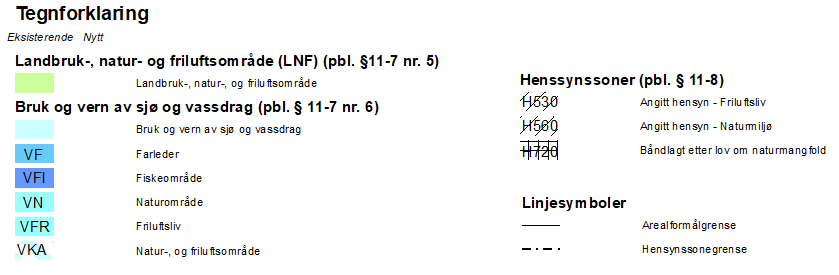 Tegnforklaring
Eksisterende Nytt
Landbruk-, natur- og friluftsområde (LNF) (pbl. §11-7 nr. 5)
Landbruk-, natur-, og friluftsområde
Bruk og vern av sjø og vassdrag (pbl. § 11-7 nr. 6)
Bruk og vern av sjø og vassdrag
VF Farleder
VFI Fiskeområde
VN Naturområde
VFR Friluftsliv
VKA Natur-, og friluftsområde
Henssynssoner (pbl. § 11-8)
H530 Angitt hensyn - Friluftsliv
H560 Angitt hensyn - Naturmiljø
H720 Båndlagt etter lov om naturmangfold
Linjesymboler
Arealformålgrense
Hensynssonegrense